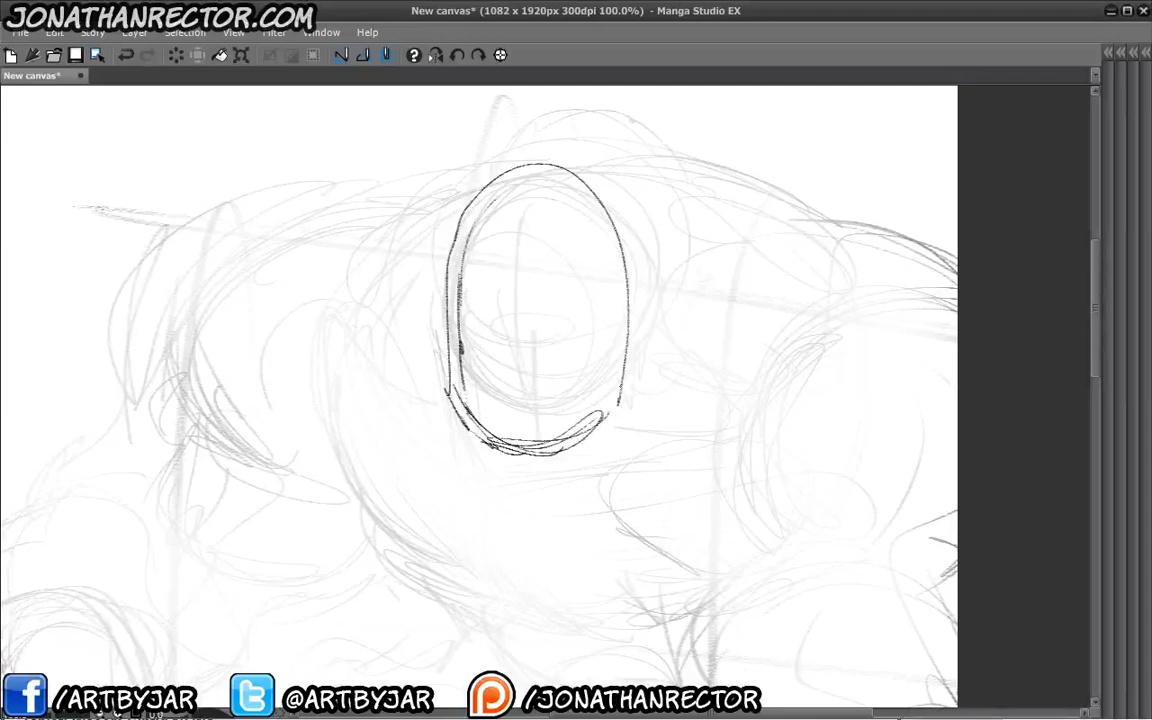 JONATHANRECTOR.COM
New canvas* (1082 x 1920px 300dpi 100.0%) - Manga Studio EX
File Edit Story Layer Selection View Filter Window Help
New canvas*
/ARTBYJAR @ARTBYJAR /JONATHANRECTOR